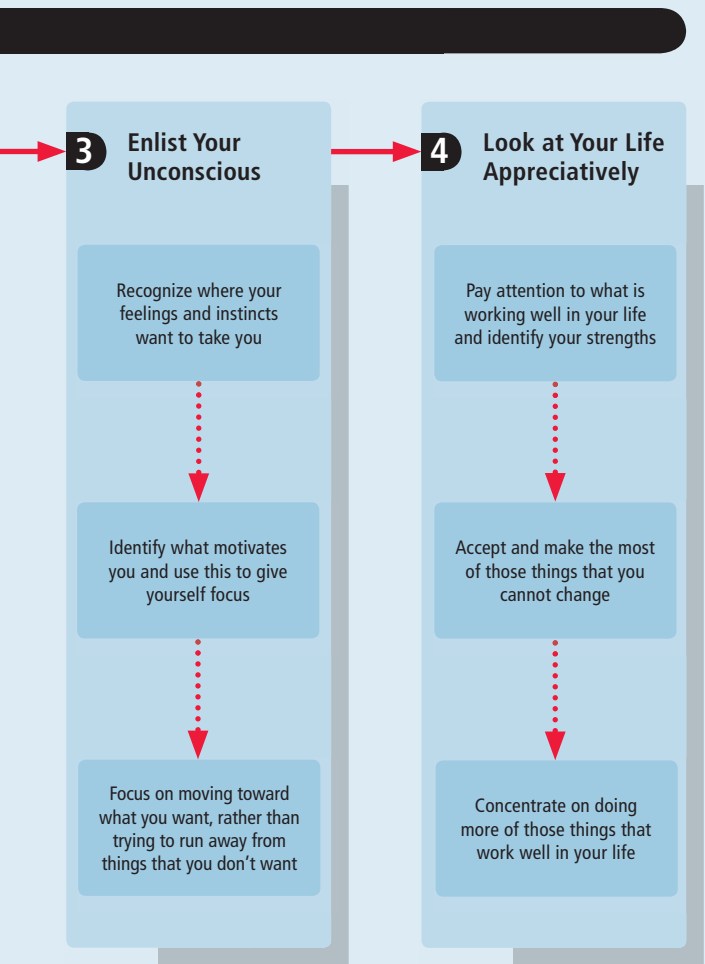 3
Enlist Your
Unconscious
Recognize where your
feelings and instincts
want to take you
Identify what motivates
you and use this to give
yourself focus
Focus on moving toward
what you want, rather than
trying to run away from
things that you don’t want
4
Look at Your Life
Appreciatively
Pay attention to what is
working well in your life
and identify your strengths
Accept and make the most
of those things that you
cannot change
Concentrate on doing
more of those things that
work well in your life